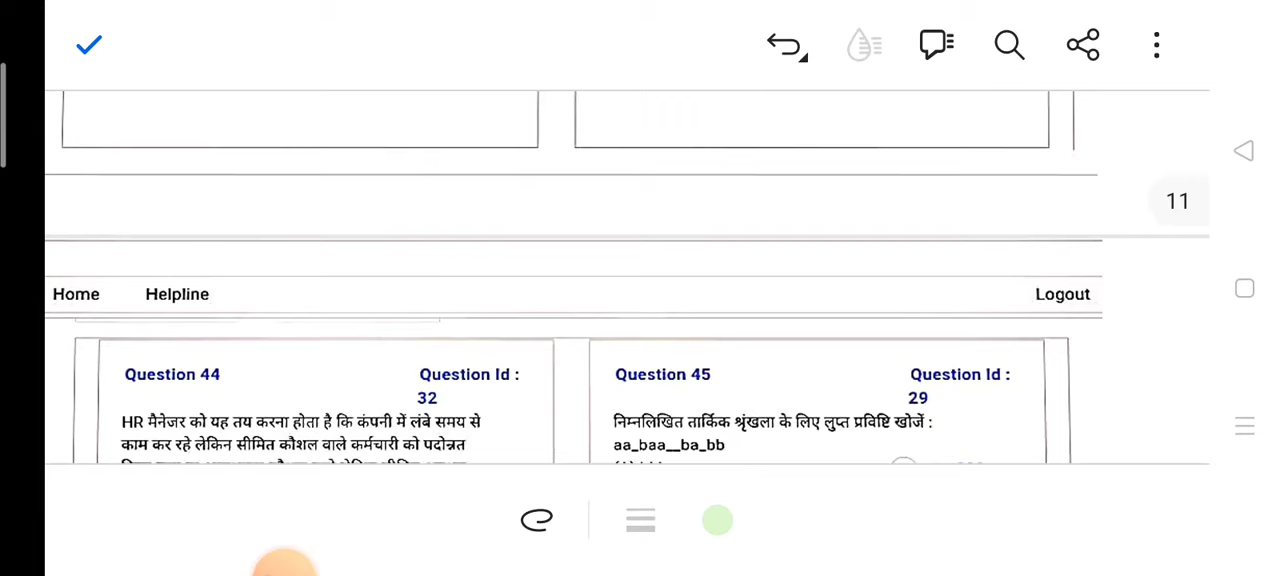 11
Home Helpline Logout
Question 44 Question Id :
32
HR मैनेजर को यह तय करना होता है कि कंपनी में लंबे समय से
काम कर रहे लेकिन सीमित कौशल वाले कर्मचारी को पदोन्नत
Question 45 Question Id :
29
निम्नलिखित तार्किक श्रृंखला के लिए लुप्त प्रविष्टि खोजें :
aa_baa__ba_bb